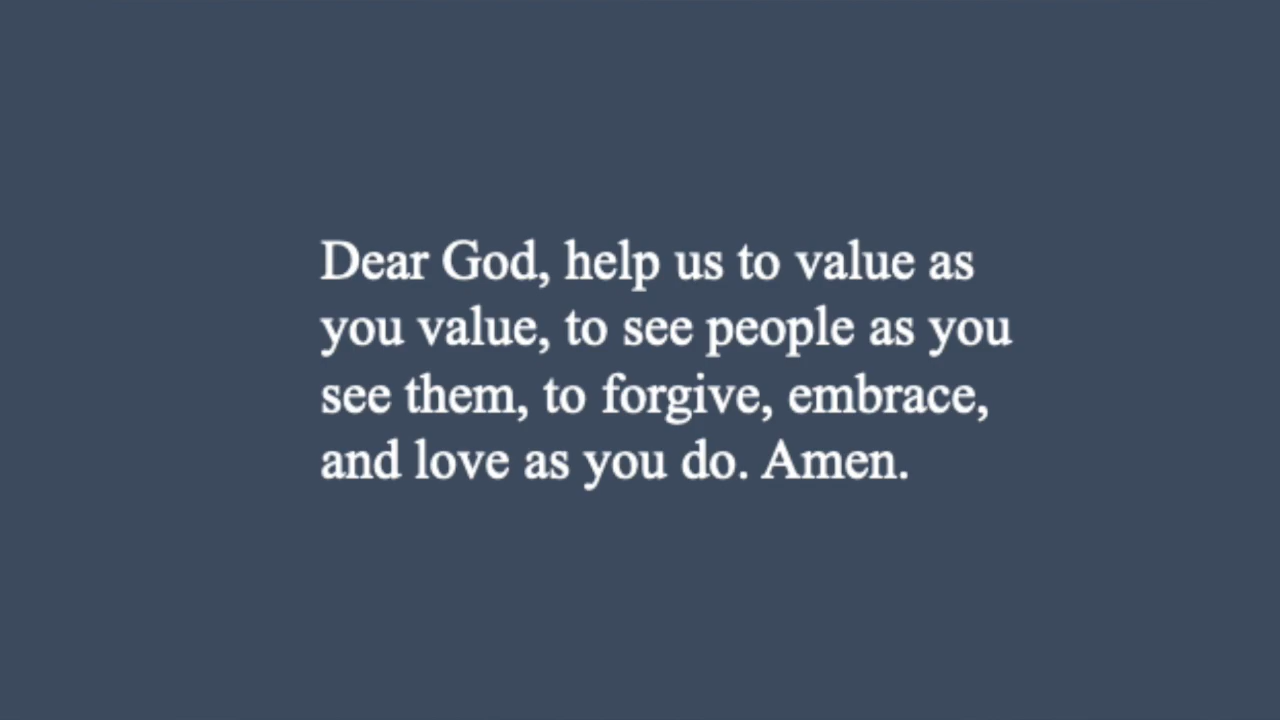 Dear God, help us to value as
you value, to see people as you
see them, to forgive, embrace,
and love as you do. Amen.